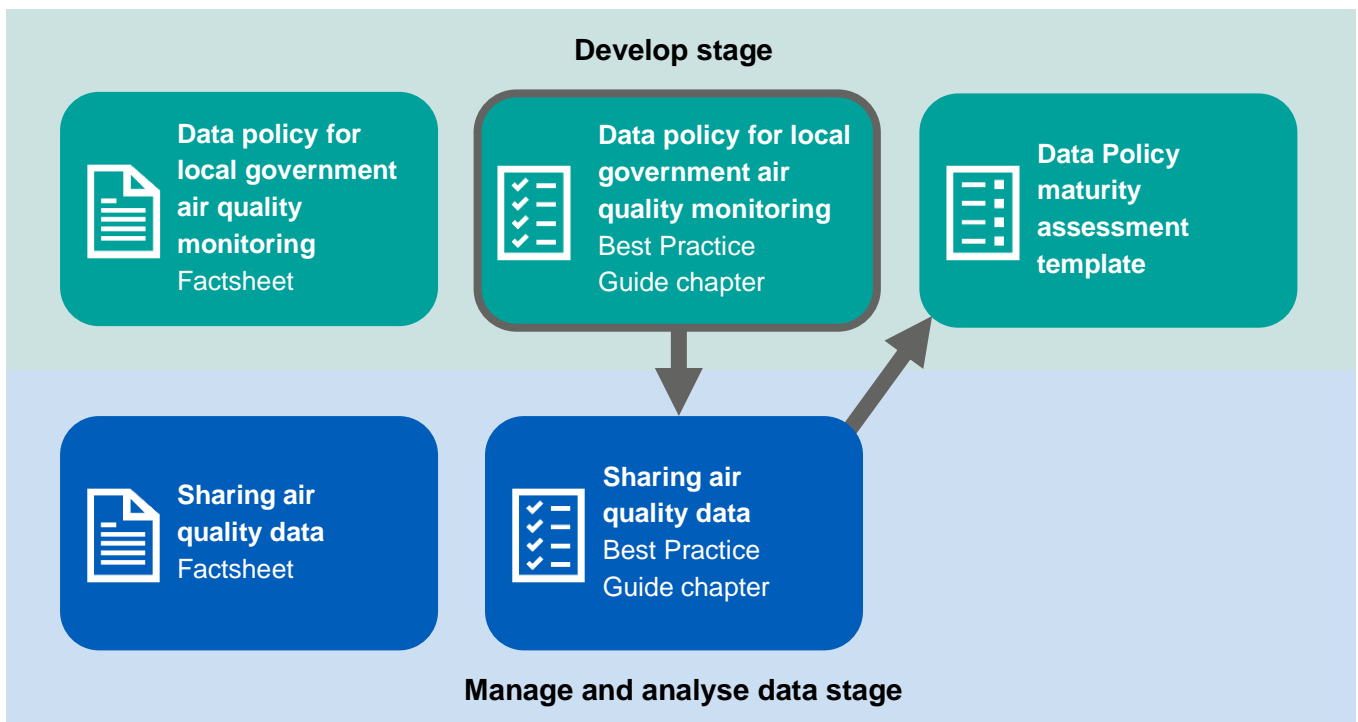 Develop stage
Data policy for
local government
air quality
monitoring
Factsheet
Data policy for local
government air
quality monitoring
Best Practice
Guide chapter
Data Policy
maturity
assessment
template
Sharing air
quality data
Factsheet
Sharing air
quality data
Best Practice
Guide chapter
Manage and analyse data stage